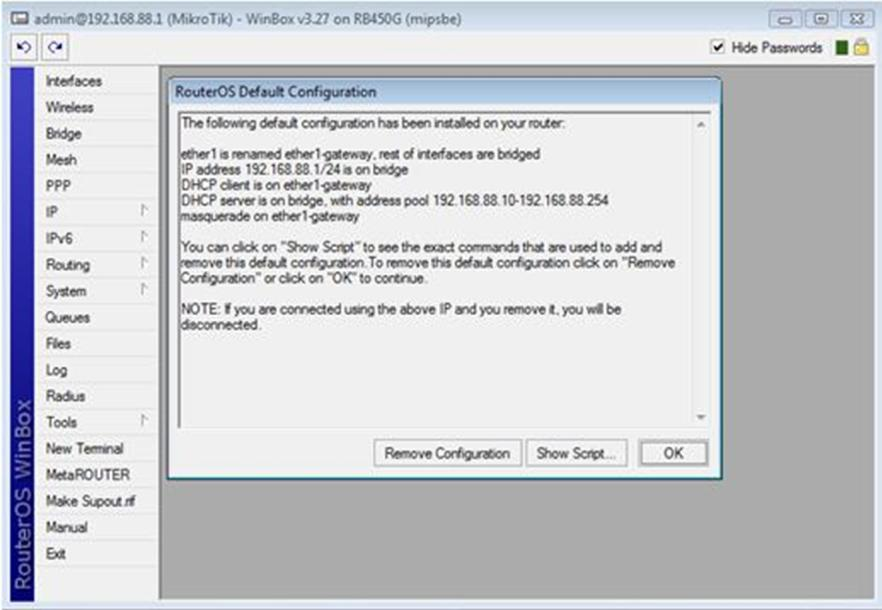 admin@192.168.88.1 (MikroTik) - WinBox v3.27 on RB450G (mipsbe)
Hide Passwords
Interfaces
Wireless
Bridge
Mesh
PPP
IP
IPv6
Routing
System
Queues
Files
Log
Radius
Tools
New Terminal
MetaROUTER
Make Supout.rif
Manual
Exit
RouterOS WinBox
RouterOS Default Configuration
The following default configuration has been installed on your router:
ether1 is renamed ether1-gateway, rest of interfaces are bridged
IP address 192.168.88.1/24 is on bridge
DHCP client is on ether1-gateway
DHCP server is on bridge, with address pool 192.168.88.10-192.168.88.254
masquerade on ether1-gateway
You can click on "Show Script" to see the exact commands that are used to add and
remove this default configuration.To remove this default configuration click on "Remove
Configuration" or click on "OK" to continue.
NOTE: If you are connected using the above IP and you remove it, you will be
disconnected.
Remove Configuration
Show Script...
OK